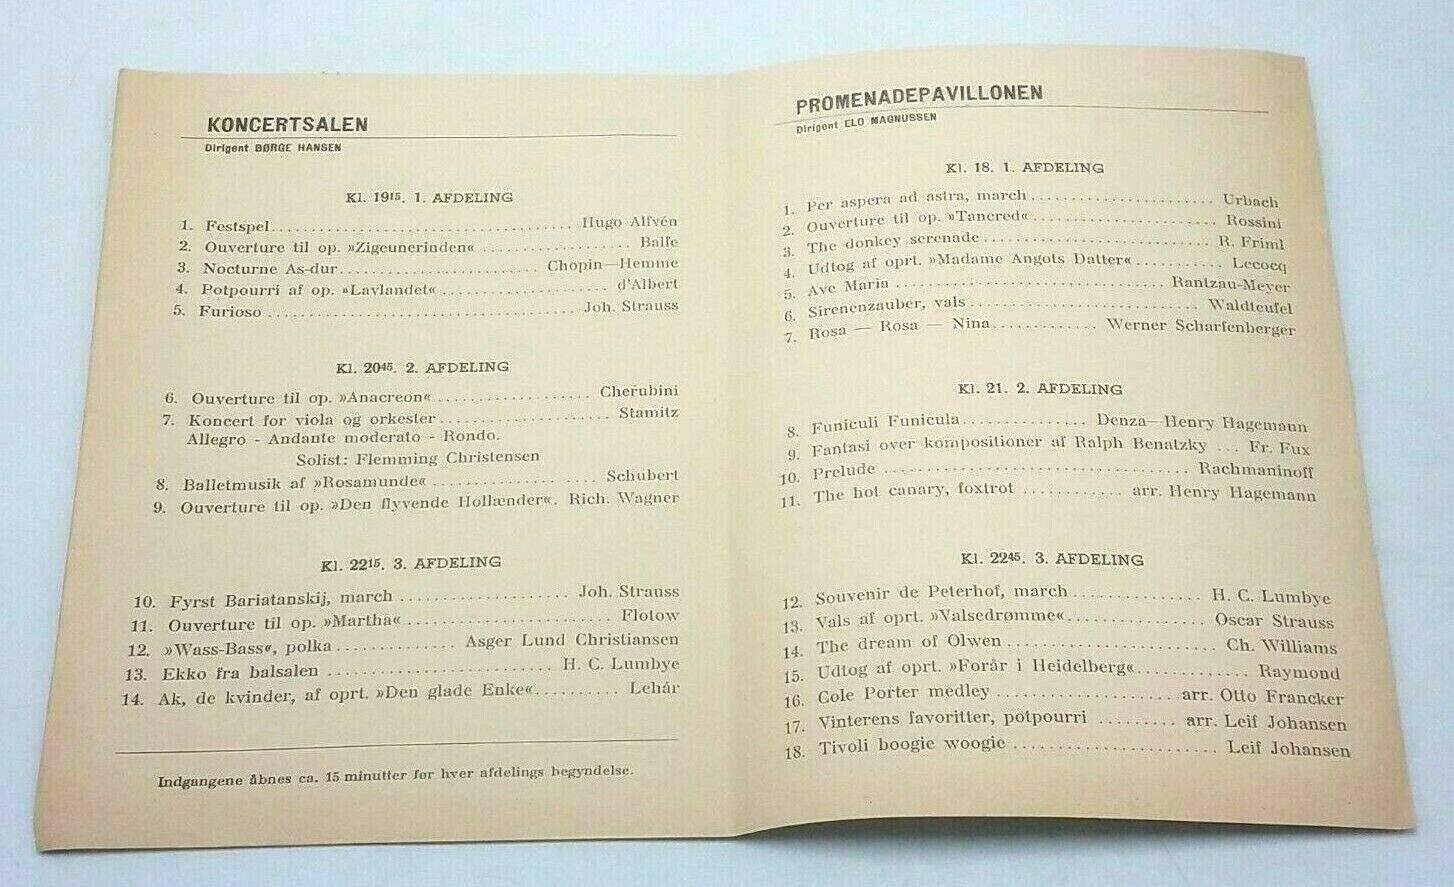 KONCERTSALEN
Dirigent BØRGE HANSEN
Kl. 19¹⁵. 1. AFDELING
1. Festspel........................................ Hugo Alfvén
2. Ouverture til op. »Zigeunerinden« .................... Balfe
3. Nocturne As-dur........................... Chopin—Hemme
4. Potpourri af op. »Lavlandet« ....................... d'Albert
5. Furioso ........................................ Joh. Strauss
Kl. 20⁴⁵. 2. AFDELING
6. Ouverture til op. »Anacreon« .................... Cherubini
7. Koncert for viola og orkester ....................... Stamitz
Allegro - Andante moderato - Rondo.
Solist: Flemming Christensen
8. Balletmusik af »Rosamunde« .................... Schubert
9. Ouverture til op. »Den flyvende Hollænder«. Rich. Wagner
Kl. 22¹⁵. 3. AFDELING
10. Fyrst Bariatanskij, march .................... Joh. Strauss
11. Ouverture til op. »Martha« ........................ Flotow
12. »Wass-Bass«, polka .............. Asger Lund Christiansen
13. Ekko fra balsalen ............................ H. C. Lumbye
14. Ak, de kvinder, af oprt. »Den glade Enke«.......... Lehár
Indgangene åbnes ca. 15 minutter før hver afdelings begyndelse.
PROMENADEPAVILLONEN
Dirigent ELO MAGNUSSEN
Kl. 18. 1. AFDELING
1. Per aspera ad astra, march ........................ Urbach
2. Ouverture til op. »Tancred« ........................ Rossini
3. The donkey serenade ............................ R. Friml
4. Udtog af oprt. »Madame Angots Datter« ........... Lecocq
5. Ave Maria .................................... Rantzau-Meyer
6. Sirenenzauber, vals ............................ Waldteufel
7. Rosa — Rosa — Nina............. Werner Scharfenberger
Kl. 21. 2. AFDELING
8. Funiculi Funicula ............... Denza—Henry Hagemann
9. Fantasi over kompositioner af Ralph Benatzky ... Fr. Fux
10. Prelude ........................................ Rachmaninoff
11. The hot canary, foxtrot ............ arr. Henry Hagemann
Kl. 22⁴⁵. 3. AFDELING
12. Souvenir de Peterhof, march ................ H. C. Lumbye
13. Vals af oprt. »Valsedrømme«.................. Oscar Strauss
14. The dream of Olwen ........................... Ch. Williams
15. Udtog af oprt. »Forår i Heidelberg«.............. Raymond
16. Cole Porter medley ..................... arr. Otto Francker
17. Vinterens favoritter, potpourri ......... arr. Leif Johansen
18. Tivoli boogie woogie ......................... Leif Johansen